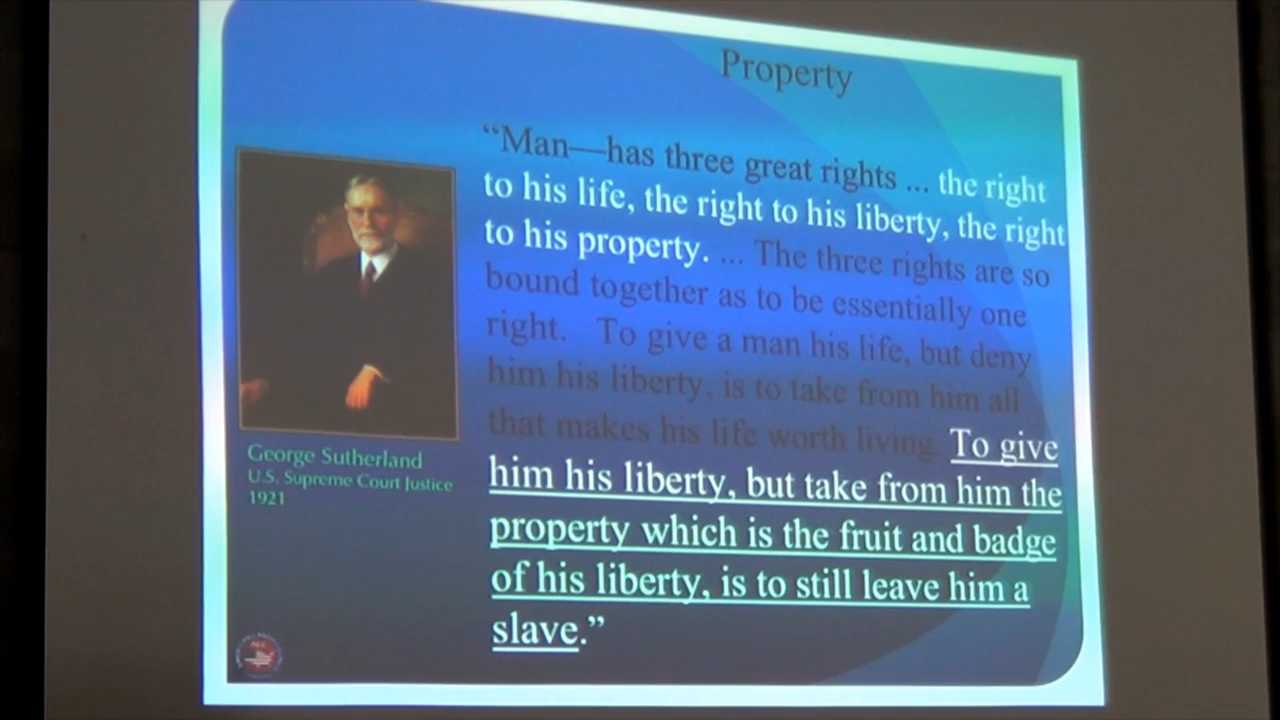 Property
“Man—has three great rights ... the right
to his life, the right to his liberty, the right
to his property. ... The three rights are so
bound together as to be essentially one
right. To give a man his life, but deny
him his liberty, is to take from him all
that makes his life worth living. To give
him his liberty, but take from him the
property which is the fruit and badge
of his liberty, is to still leave him a
slave.”
George Sutherland
U.S. Supreme Court Justice
1921